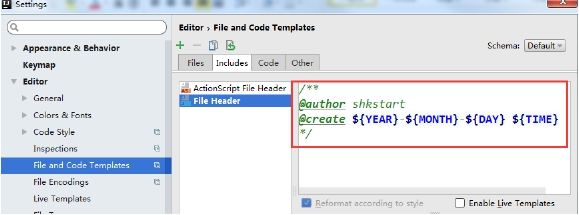 Settings
Editor › File and Code Templates
Schema: Default
Appearance & Behavior
Keymap
Editor
General
Colors & Fonts
Code Style
Inspections
File and Code Templates
File Encodings
Live Templates
Files Includes Code Other
ActionScript File Header
File Header
/**
@author shkstart
@create ${YEAR}-${MONTH}-${DAY} ${TIME}
*/
Reformat according to style
Enable Live Templates